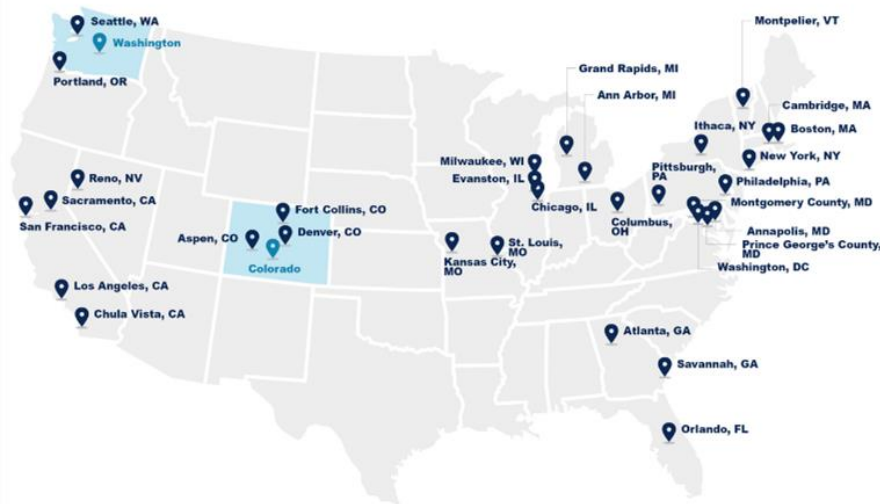 Seattle, WA
Washington
Portland, OR
Montpelier, VT
Grand Rapids, MI
Ann Arbor, MI
Cambridge, MA
Ithaca, NY
Boston, MA
Milwaukee, WI
New York, NY
Evanston, IL
Pittsburgh,
PA
Reno, NV
Philadelphia, PA
Sacramento, CA
Chicago, IL
Montgomery County, MD
San Francisco, CA
Fort Collins, CO
Columbus,
OH
Aspen, CO
Denver, CO
Annapolis, MD
St. Louis,
MO
Prince George's County,
MD
Kansas City,
MO
Washington, DC
Colorado
Los Angeles, CA
Chula Vista, CA
Atlanta, GA
Savannah, GA
Orlando, FL